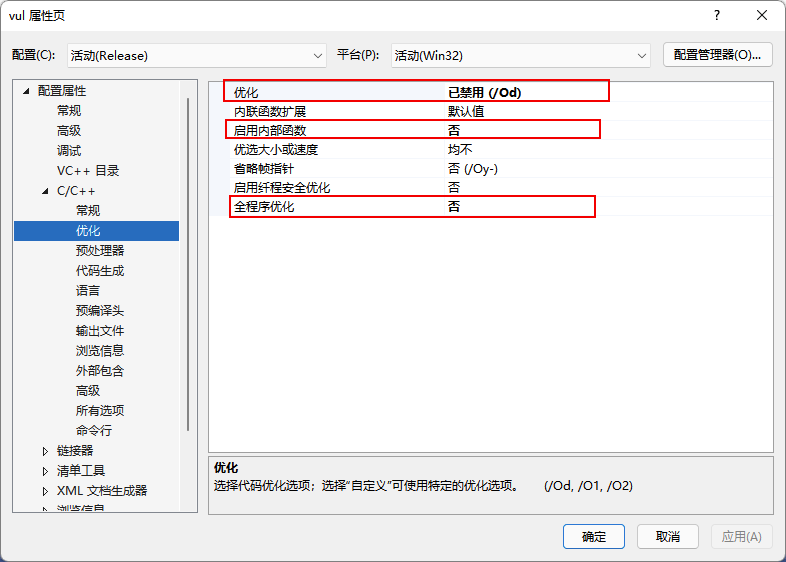 vul 属性页
配置(C): 活动(Release) 平台(P): 活动(Win32) 配置管理器(O)...
配置属性
常规
高级
调试
VC++ 目录
C/C++
常规
优化
预处理器
代码生成
语言
预编译头
输出文件
浏览信息
外部包含
高级
所有选项
命令行
链接器
清单工具
XML 文档生成器
浏览信息
优化 已禁用 (/Od)
内联函数扩展 默认值
启用内部函数 否
优选大小或速度 均不
省略帧指针 否 (/Oy-)
启用纤程安全优化 否
全程序优化 否
优化
选择代码优化选项；选择“自定义”可使用特定的优化选项。 (/Od, /O1, /O2)
确定 取消 应用(A)